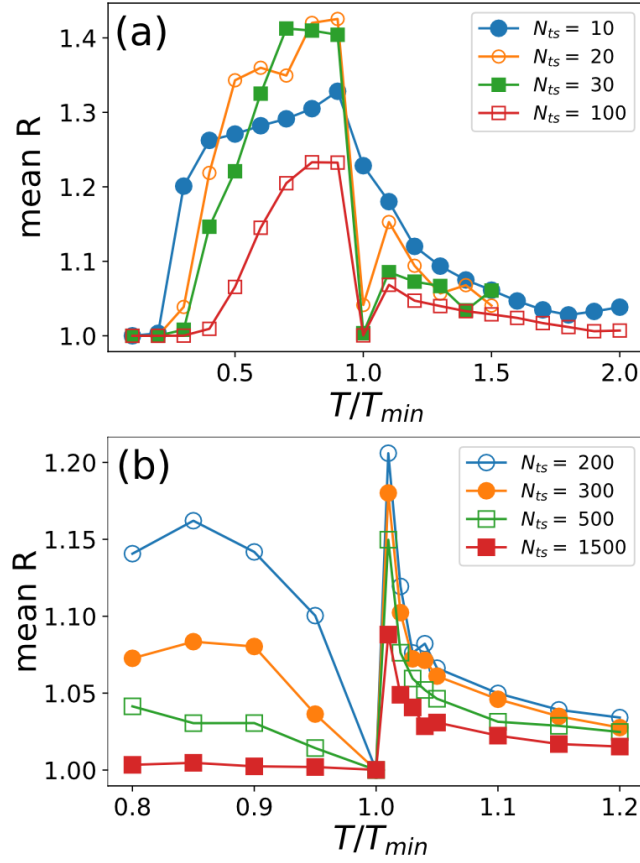 (a)
mean R
1.4
1.3
1.2
1.1
1.0
N_ts = 10
N_ts = 20
N_ts = 30
N_ts = 100
0.5 1.0 1.5 2.0
T/T_min
(b)
mean R
1.20
1.15
1.10
1.05
1.00
N_ts = 200
N_ts = 300
N_ts = 500
N_ts = 1500
0.8 0.9 1.0 1.1 1.2
T/T_min